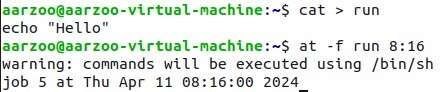 aarzoo@aarzoo-virtual-machine:~$ cat > run
echo "Hello"
aarzoo@aarzoo-virtual-machine:~$ at -f run 8:16
warning: commands will be executed using /bin/sh
job 5 at Thu Apr 11 08:16:00 2024